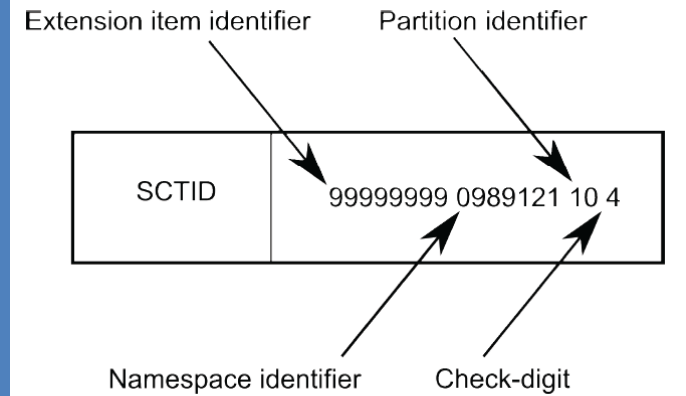 Extension item identifier Partition identifier
SCTID 99999999 0989121 10 4
Namespace identifier Check-digit